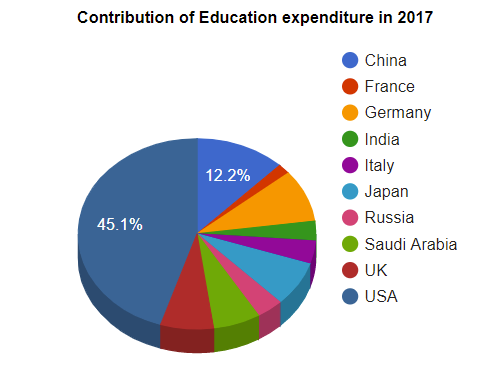 Contribution of Education expenditure in 2017
China
France
Germany
India
Italy
Japan
Russia
Saudi Arabia
UK
USA
12.2%
45.1%